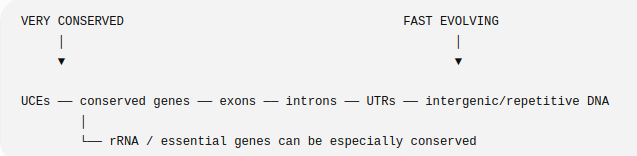 VERY CONSERVED FAST EVOLVING
UCEs — conserved genes — exons — introns — UTRs — intergenic/repetitive DNA
rRNA / essential genes can be especially conserved